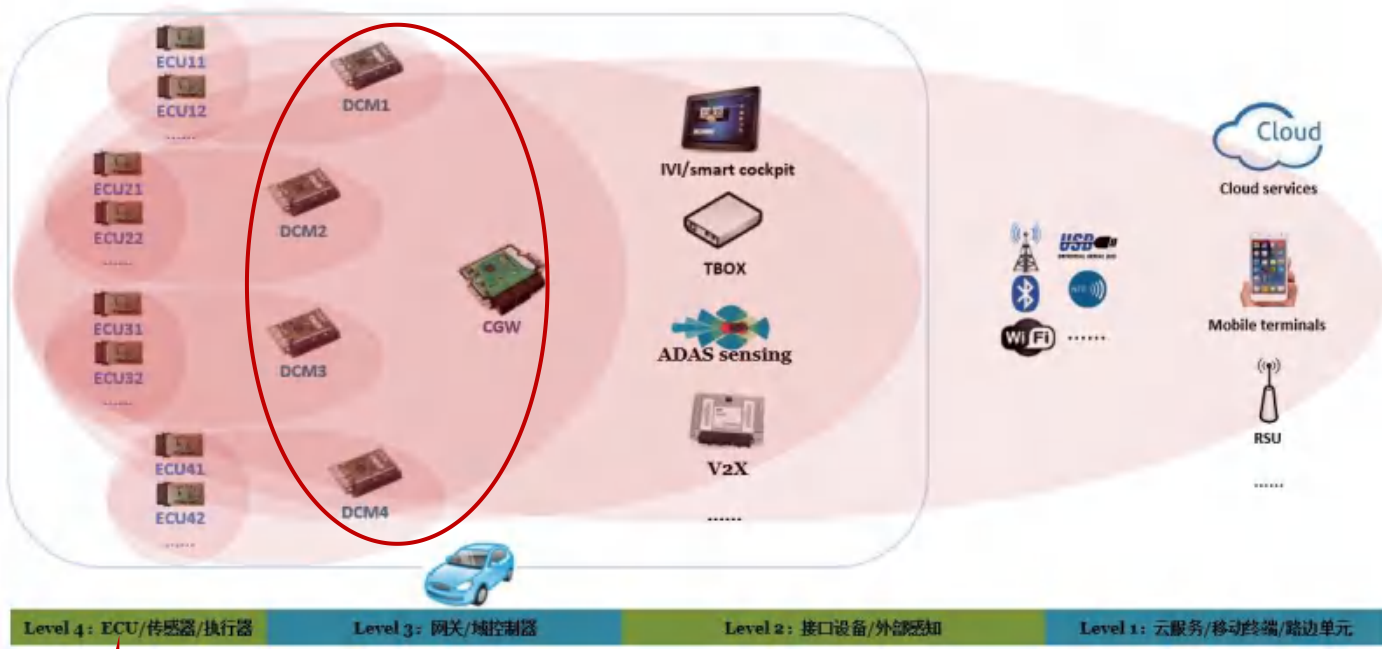 ECU11
ECU12
......
DCM1
ECU21
ECU22
......
DCM2
ECU31
ECU32
......
DCM3
ECU41
ECU42
......
DCM4
CGW
IVI/smart cockpit
TBOX
ADAS sensing
V2X
......
USB
WiFi
......
Cloud
Cloud services
Mobile terminals
RSU
......
Level 4：ECU/传感器/执行器
Level 3：网关/域控制器
Level 2：接口设备/外部感知
Level 1：云服务/移动终端/路边单元